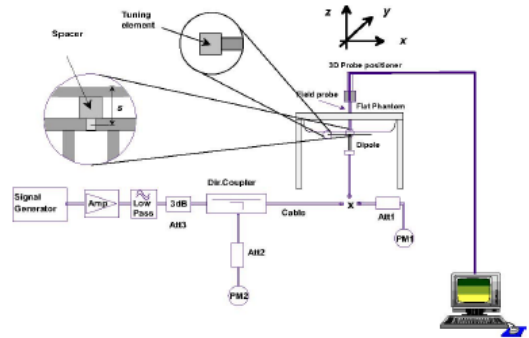 Tuning
element
z
y
x
Spacer
3D Probe positioner
s
Field probe
Flat Phantom
Dipole
Dir.Coupler
Signal
Generator
Amp
Low
Pass
3dB
Cable
x
Att1
Att3
Att2
PM1
PM2